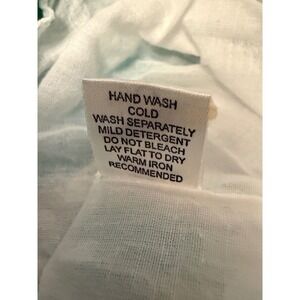 HAND WASH
COLD
WASH SEPARATELY
MILD DETERGENT
DO NOT BLEACH
LAY FLAT TO DRY
WARM IRON
RECOMMENDED